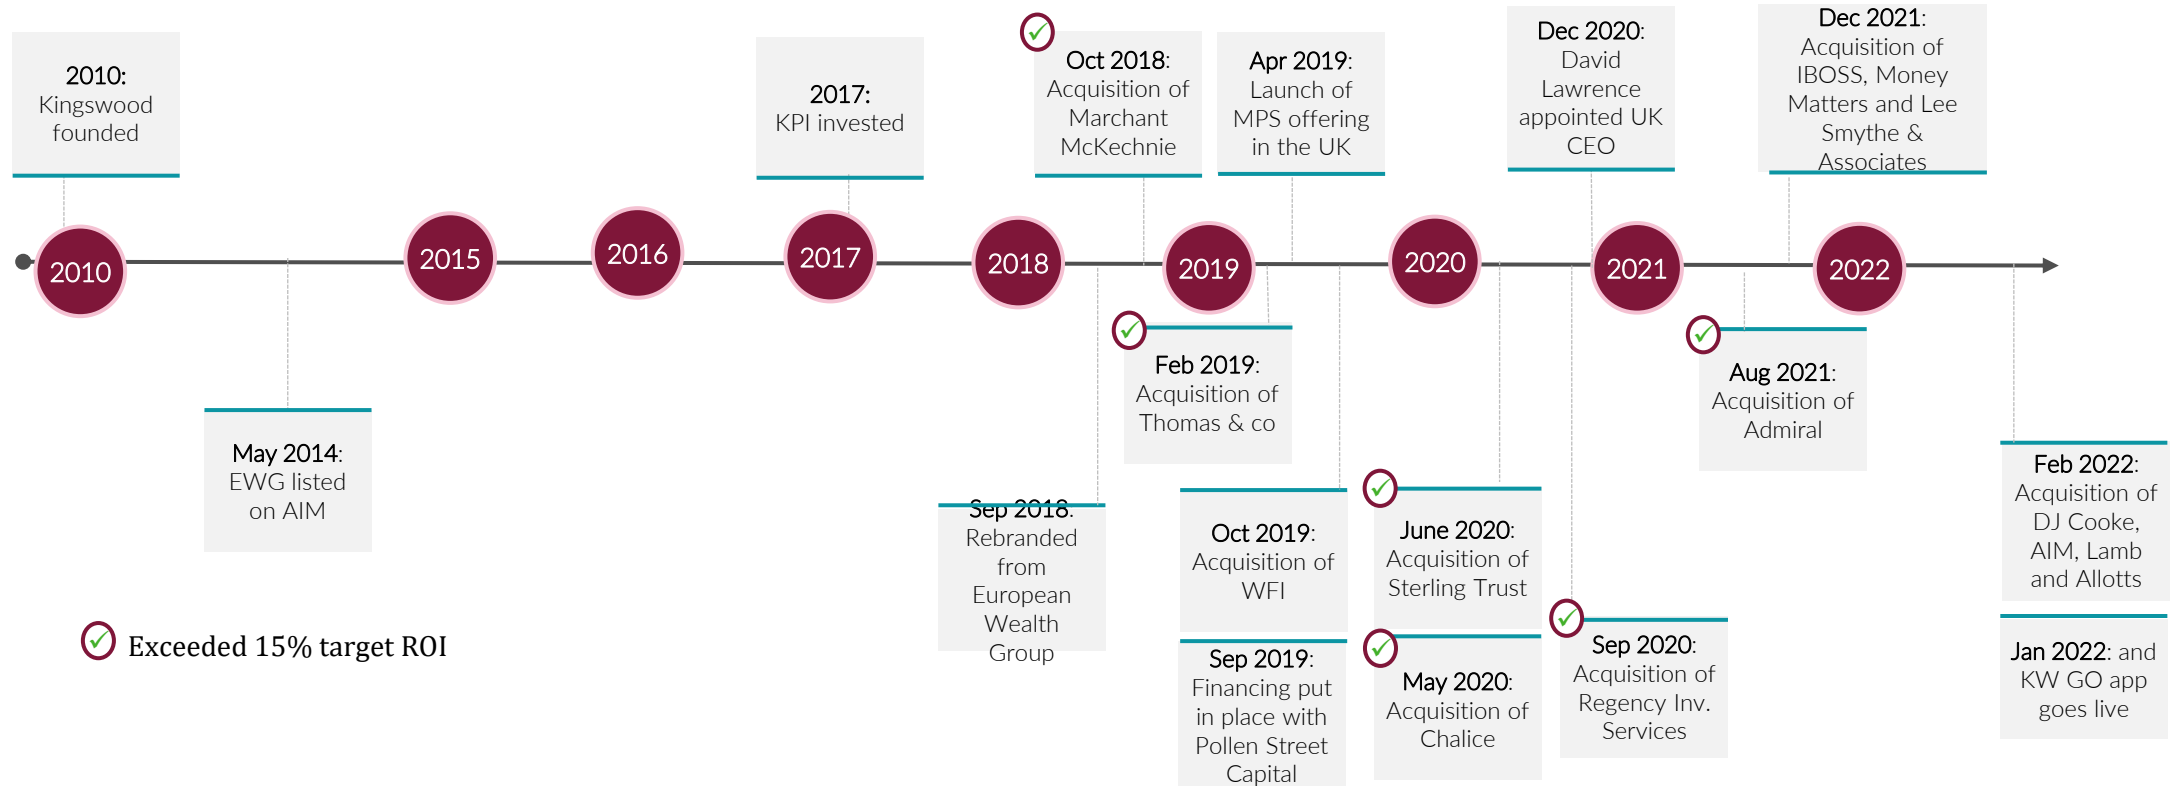 2010:
Kingswood
founded
2017:
KPI invested
Oct 2018:
Acquisition of
Marchant
McKechnie
Apr 2019:
Launch of
MPS offering
in the UK
Dec 2020:
David
Lawrence
appointed UK
CEO
Dec 2021:
Acquisition of
IBOSS, Money
Matters and Lee
Smythe &
Associates
2010
2015
2016
2017
2018
2019
2020
2021
2022
May 2014:
EWG listed
on AIM
Sep 2018:
Rebranded
from
European
Wealth
Group
Feb 2019:
Acquisition of
Thomas & co
Oct 2019:
Acquisition of
WFI
Sep 2019:
Financing put
in place with
Pollen Street
Capital
June 2020:
Acquisition of
Sterling Trust
May 2020:
Acquisition of
Chalice
Sep 2020:
Acquisition of
Regency Inv.
Services
Aug 2021:
Acquisition of
Admiral
Feb 2022:
Acquisition of
DJ Cooke,
AIM, Lamb
and Allotts
Jan 2022: and
KW GO app
goes live
Exceeded 15% target ROI